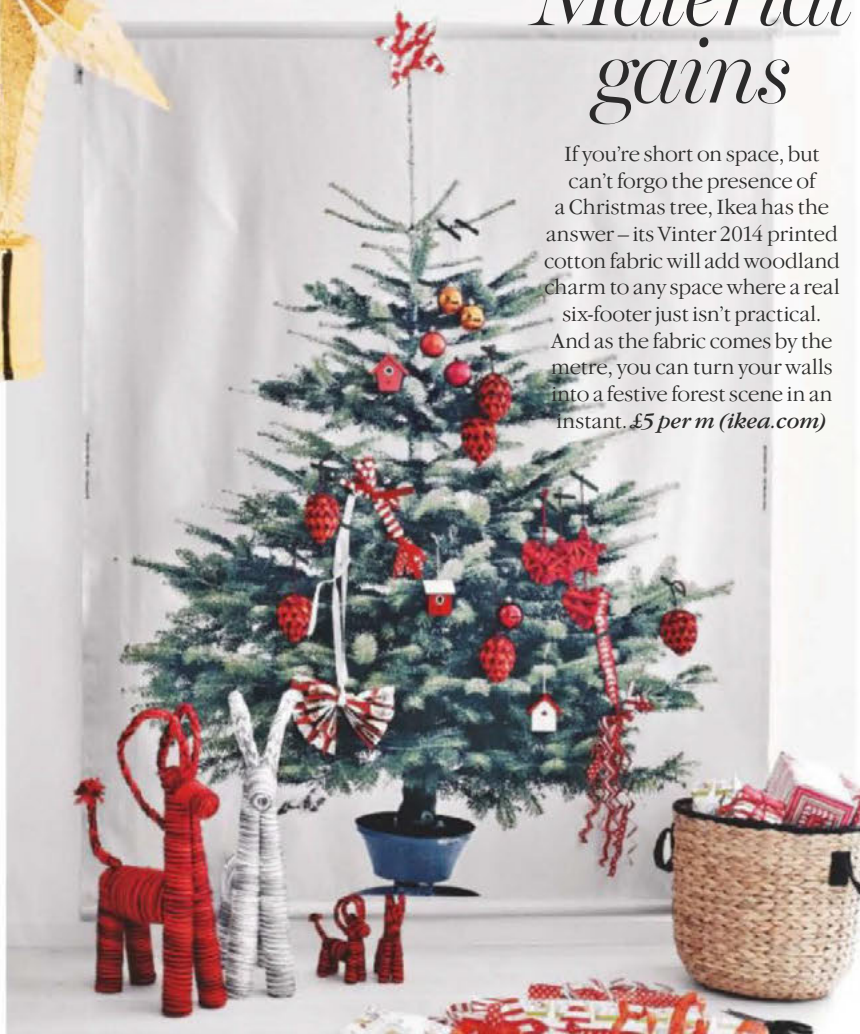 Material
gains
If you're short on space, but
can't forgo the presence of
a Christmas tree, Ikea has the
answer – its Vinter 2014 printed
cotton fabric will add woodland
charm to any space where a real
six-footer just isn't practical.
And as the fabric comes by the
metre, you can turn your walls
into a festive forest scene in an
instant. £5 per m (ikea.com)